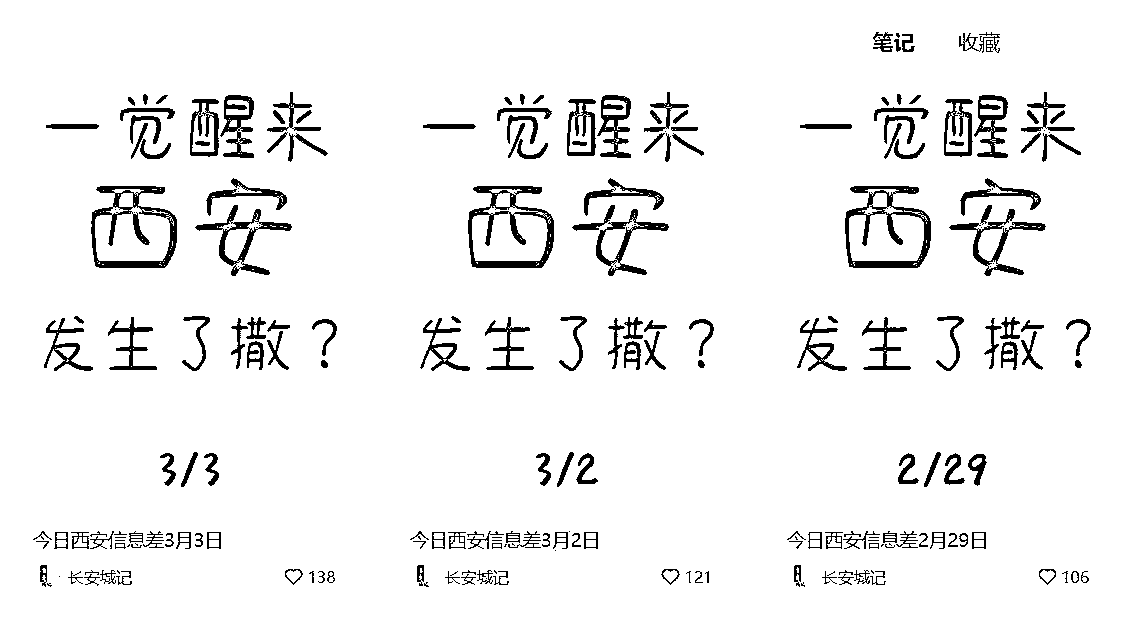 笔记 收藏
一觉醒来
西安
发生了撒？
3/3
今日西安信息差3月3日
长安城记 138
一觉醒来
西安
发生了撒？
3/2
今日西安信息差3月2日
长安城记 121
一觉醒来
西安
发生了撒？
2/29
今日西安信息差2月29日
长安城记 106